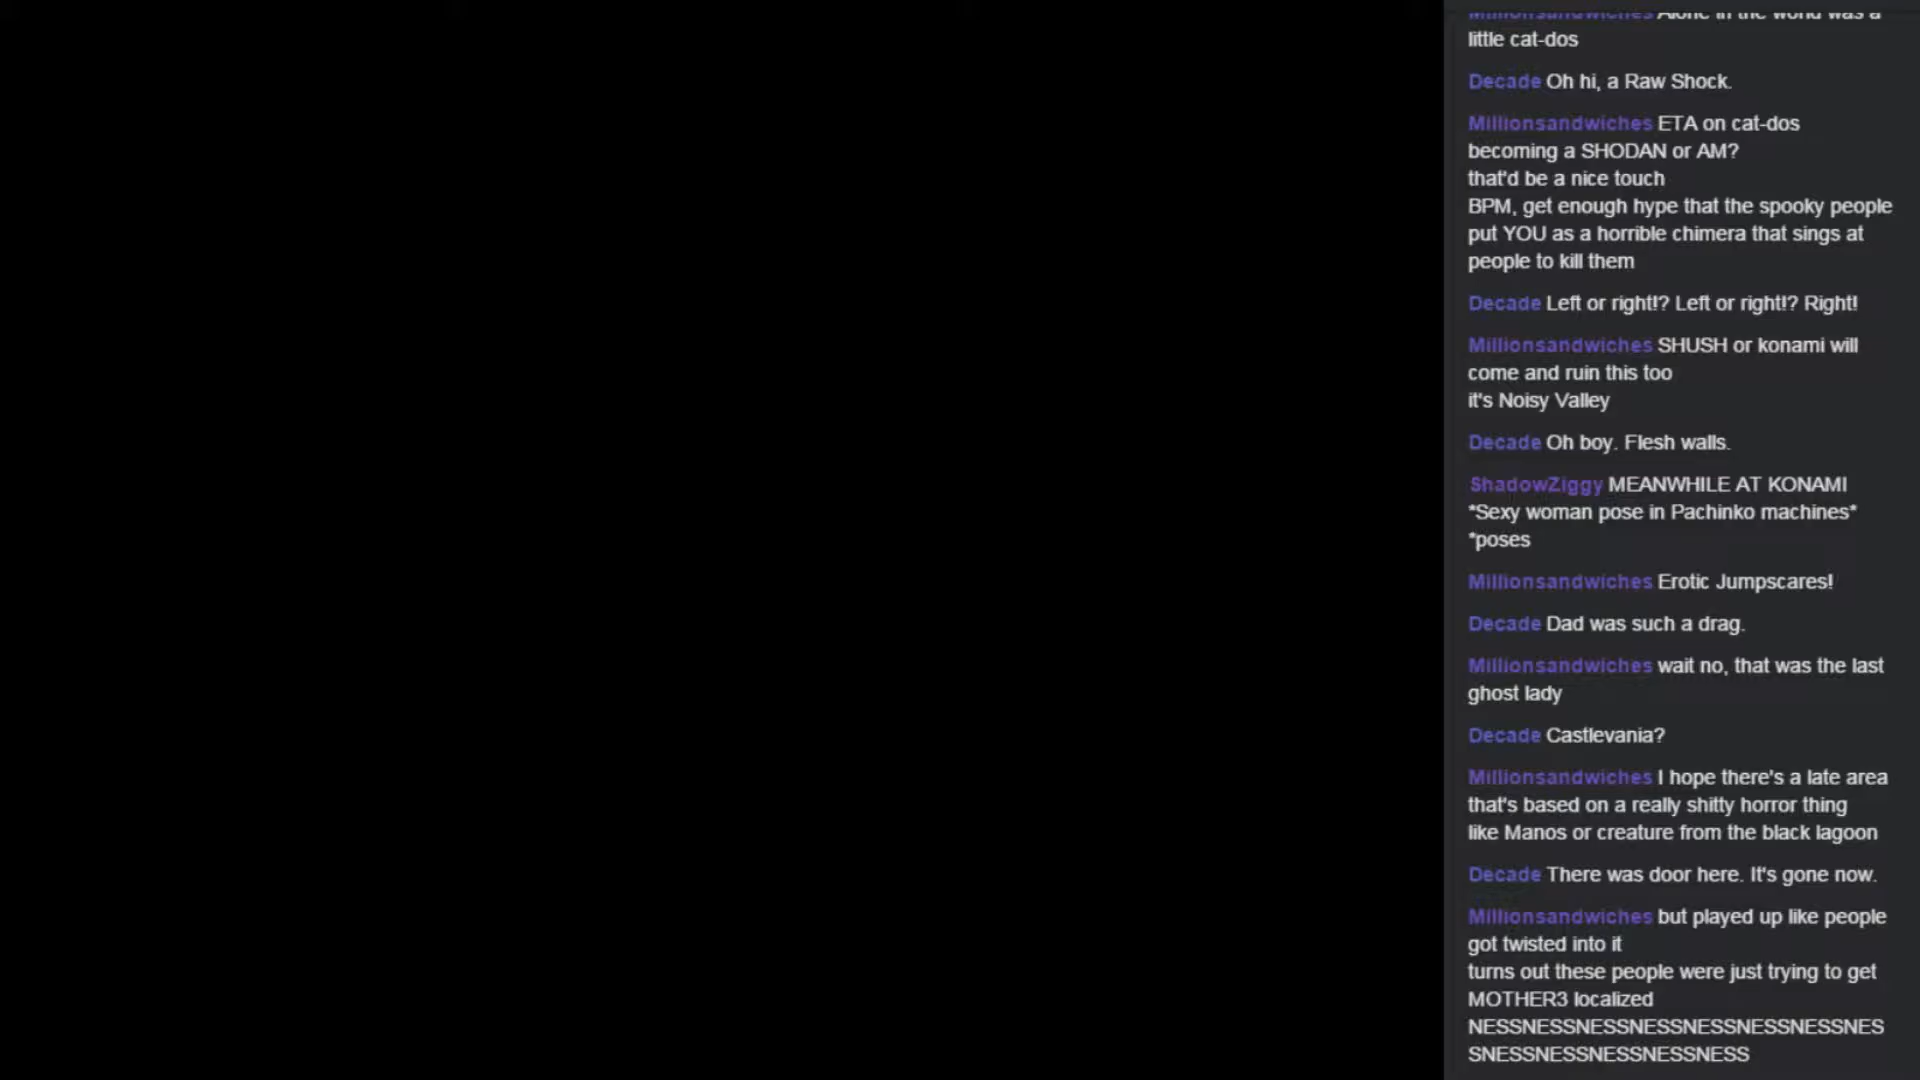 Millionsandwiches Alone in the world was a
little cat-dos
Decade Oh hi, a Raw Shock.
Millionsandwiches ETA on cat-dos
becoming a SHODAN or AM?
that'd be a nice touch
BPM, get enough hype that the spooky people
put YOU as a horrible chimera that sings at
people to kill them
Decade Left or right!? Left or right!? Right!
Millionsandwiches SHUSH or konami will
come and ruin this too
it's Noisy Valley
Decade Oh boy. Flesh walls.
ShadowZiggy MEANWHILE AT KONAMI
*Sexy woman pose in Pachinko machines*
*poses
Millionsandwiches Erotic Jumpscares!
Decade Dad was such a drag.
Millionsandwiches wait no, that was the last
ghost lady
Decade Castlevania?
Millionsandwiches I hope there's a late area
that's based on a really shitty horror thing
like Manos or creature from the black lagoon
Decade There was door here. It's gone now.
Millionsandwiches but played up like people
got twisted into it
turns out these people were just trying to get
MOTHER3 localized
NESSNESSNESSNESSNESSNESSNESSNES
SNESSNESSNESSNESSNESS